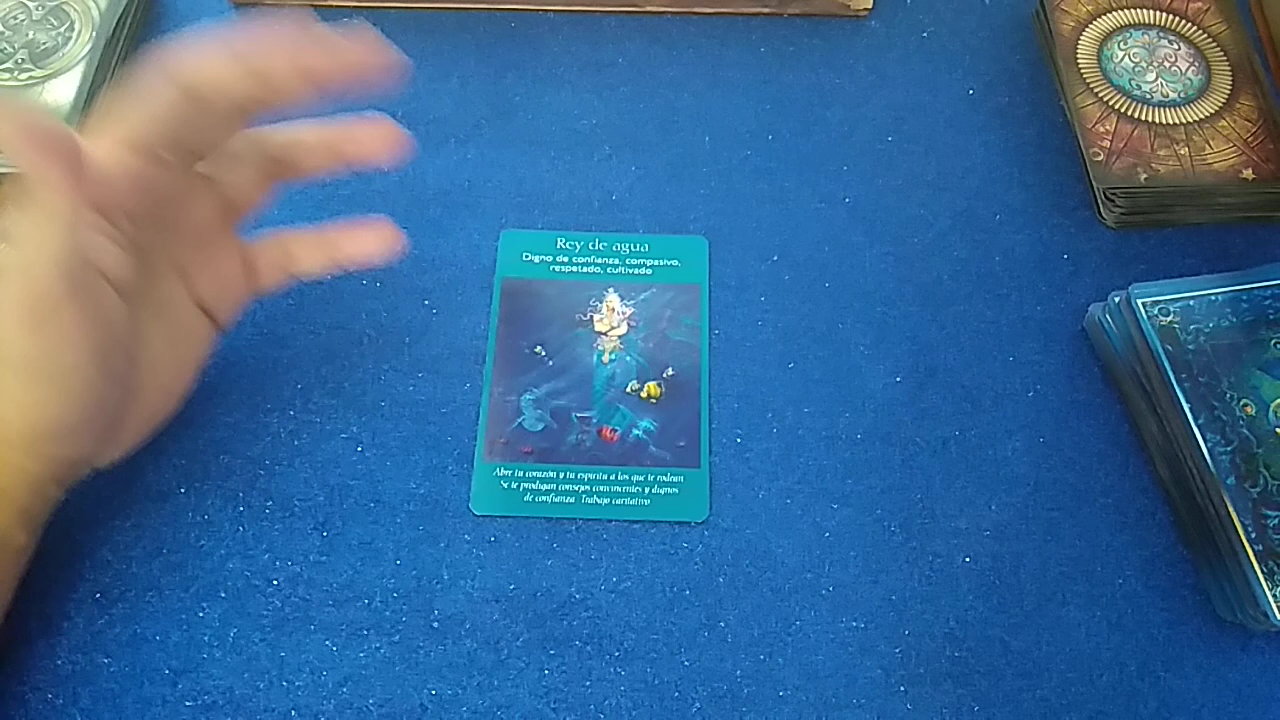 Rey de agua
Digno de confianza, compasivo,
respetado, cultivado
Abre tu corazón y tu espíritu a los que te rodean
Se te prodigan consejos convincentes y dignos
de confianza Trabajo caritativo